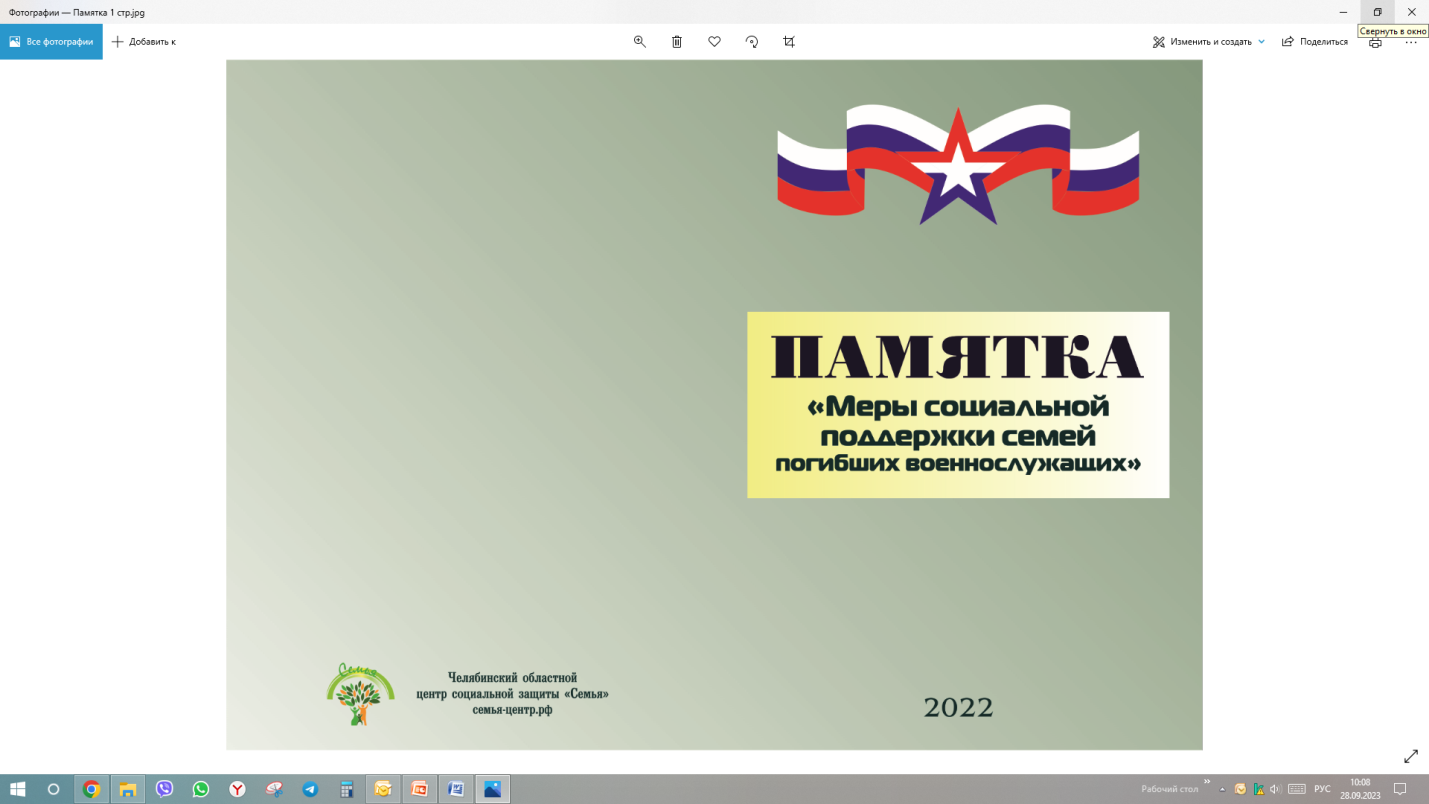 Фотографии — Памятка 1 стр.jpg
Все фотографии
Добавить к
Изменить и создать
Поделиться
Свернуть в окно
ПАМЯТКА
«Меры социальной
поддержки семей
погибших военнослужащих»
Семья
Челябинский областной
центр социальной защиты «Семья»
семья-центр.рф
2022
Рабочий стол
РУС
10:08
28.09.2023